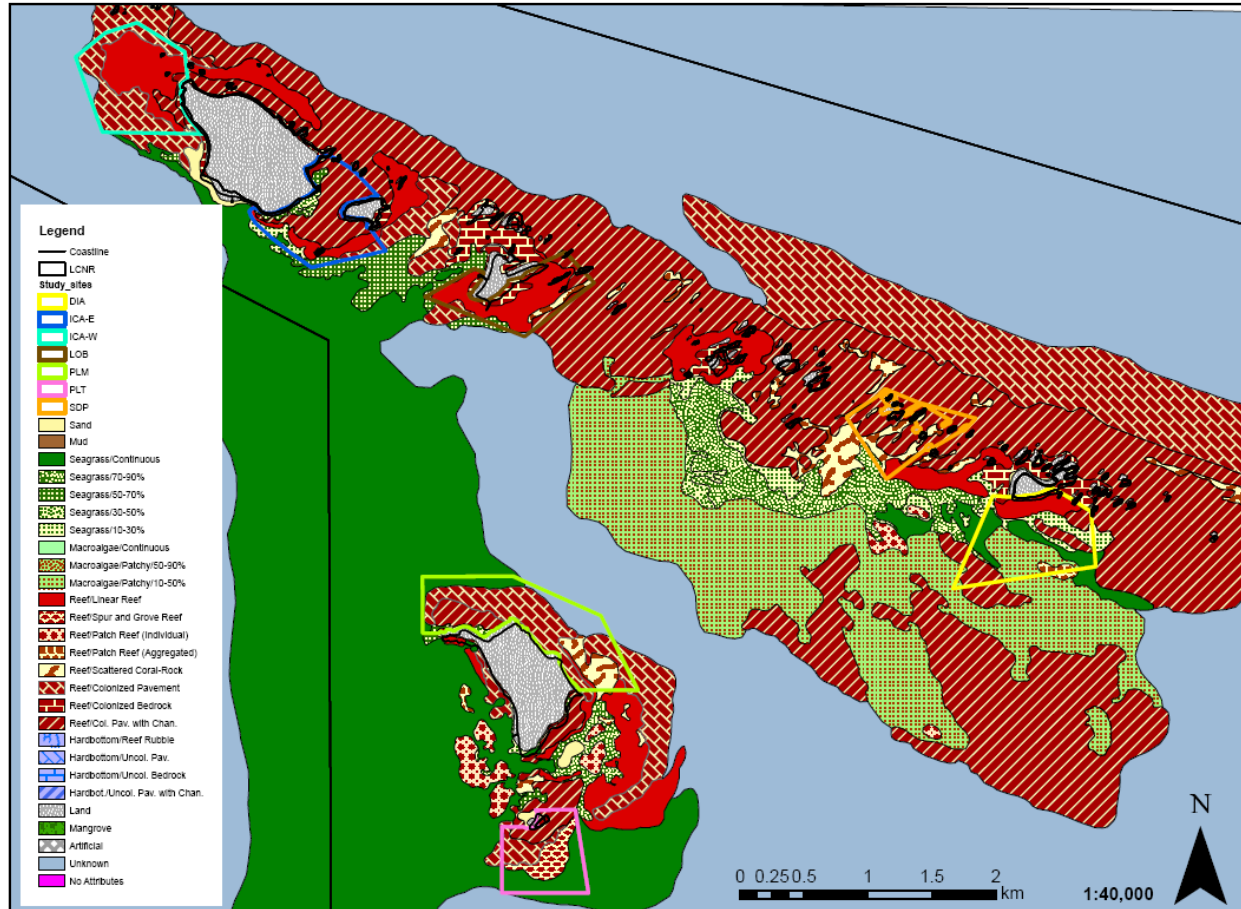 Legend
Coastline
LCNR
Study_sites
DIA
ICA-E
ICA-W
LOB
PLM
PLT
SDP
Sand
Mud
Seagrass/Continuous
Seagrass/70-90%
Seagrass/50-70%
Seagrass/30-50%
Seagrass/10-30%
Macroalgae/Continuous
Macroalgae/Patchy/50-90%
Macroalgae/Patchy/10-50%
Reef/Linear Reef
Reef/Spur and Grove Reef
Reef/Patch Reef (Individual)
Reef/Patch Reef (Aggregated)
Reef/Scattered Coral-Rock
Reef/Colonized Pavement
Reef/Colonized Bedrock
Reef/Col. Pav. with Chan.
Hardbottom/Reef Rubble
Hardbottom/Uncol. Pav.
Hardbottom/Uncol. Bedrock
Hardbot./Uncol. Pav. with Chan.
Land
Mangrove
Artificial
Unknown
No Attributes
N
0 0.25 0.5 1 1.5 2
km
1:40,000